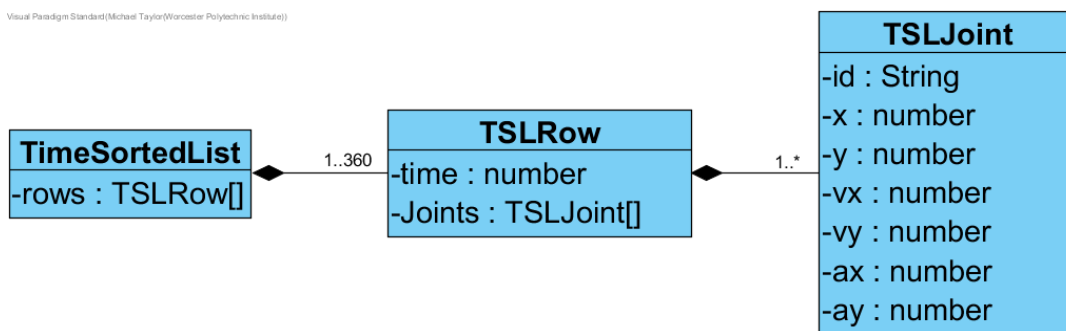 Visual Paradigm Standard(Michael Taylor(Worcester Polytechnic Institute))
TimeSortedList
-rows : TSLRow[]
1..360
TSLRow
-time : number
-Joints : TSLJoint[]
1..*
TSLJoint
-id : String
-x : number
-y : number
-vx : number
-vy : number
-ax : number
-ay : number